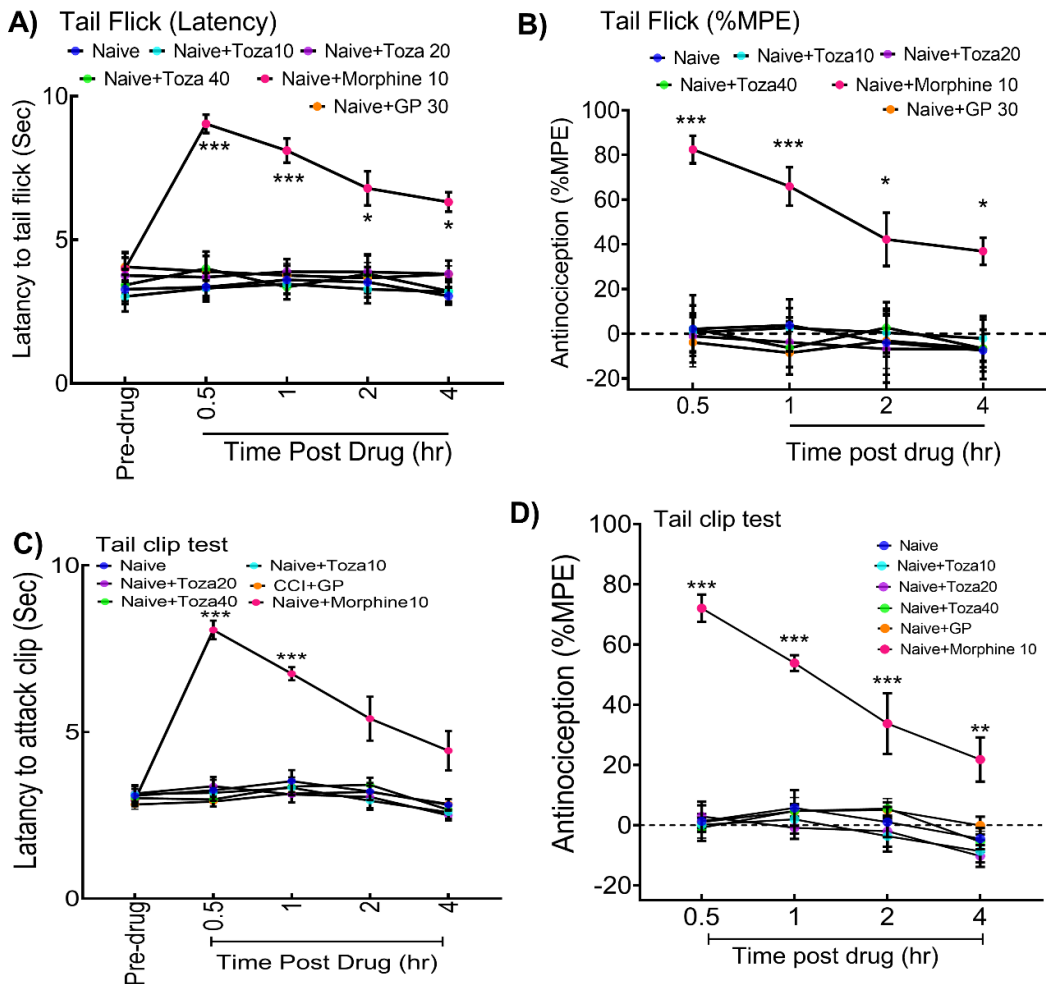 A)
Tail Flick (Latency)
Naive Naive+Toza10 Naive+Toza 20
Naive+Toza 40 Naive+Morphine 10
Naive+GP 30
Latancy to tail flick (Sec)
10
5
0
***
***
*
*
Pre-drug
0.5
1
2
4
Time Post Drug (hr)
B)
Tail Flick (%MPE)
Naive Naive+Toza10 Naive+Toza20
Naive+Toza40 Naive+Morphine 10
Naive+GP 30
Antinociception (%MPE)
100
80
60
40
20
0
-20
***
***
*
*
0.5
1
2
4
Time post drug (hr)
C)
Tail clip test
Naive Naive+Toza10
Naive+Toza20 CCI+GP
Naive+Toza40 Naive+Morphine10
Latency to attack clip (Sec)
10
5
0
***
***
Pre-drug
0.5
1
2
4
Time Post Drug (hr)
D)
Tail clip test
Naive
Naive+Toza10
Naive+Toza20
Naive+Toza40
Naive+GP
Naive+Morphine 10
Antinociception (%MPE)
100
80
60
40
20
0
-20
***
***
***
**
0.5
1
2
4
Time post drug (hr)